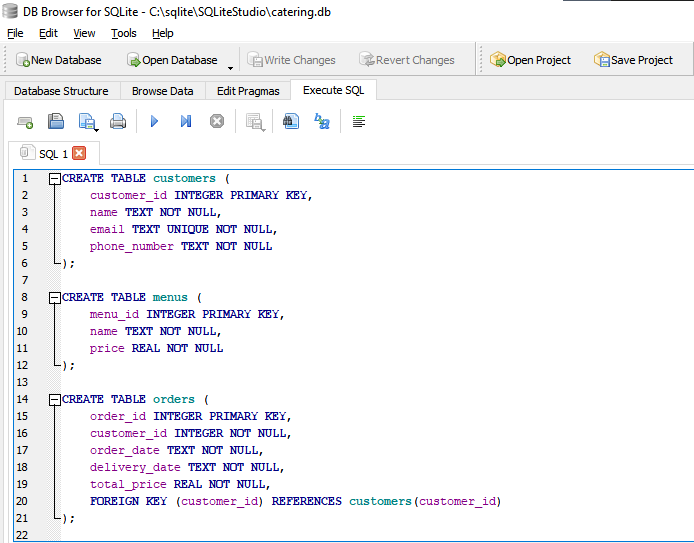 DB Browser for SQLite - C:\sqlite\SQLiteStudio\catering.db
File Edit View Tools Help
New Database Open Database Write Changes Revert Changes Open Project Save Project
Database Structure Browse Data Edit Pragmas Execute SQL
SQL 1
1 CREATE TABLE customers (
2 customer_id INTEGER PRIMARY KEY,
3 name TEXT NOT NULL,
4 email TEXT UNIQUE NOT NULL,
5 phone_number TEXT NOT NULL
6 );
7
8 CREATE TABLE menus (
9 menu_id INTEGER PRIMARY KEY,
10 name TEXT NOT NULL,
11 price REAL NOT NULL
12 );
13
14 CREATE TABLE orders (
15 order_id INTEGER PRIMARY KEY,
16 customer_id INTEGER NOT NULL,
17 order_date TEXT NOT NULL,
18 delivery_date TEXT NOT NULL,
19 total_price REAL NOT NULL,
20 FOREIGN KEY (customer_id) REFERENCES customers(customer_id)
21 );
22